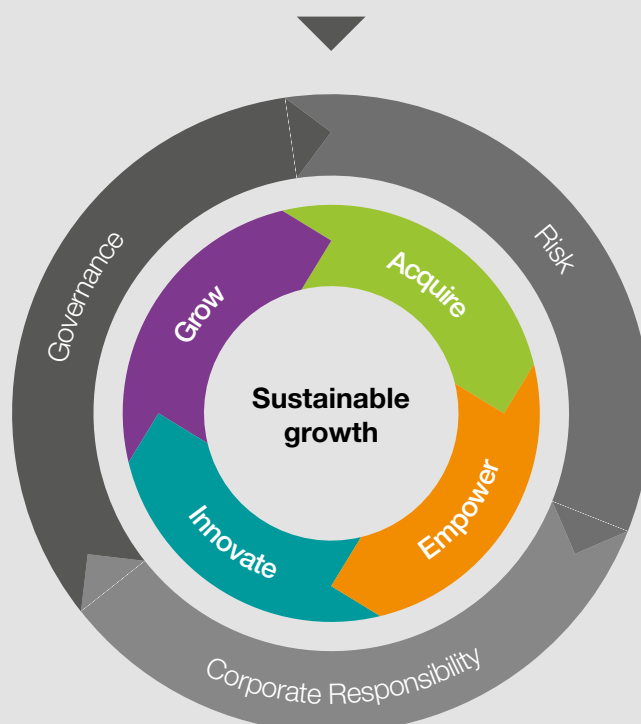 Governance
Risk
Corporate Responsibility
Grow
Acquire
Empower
Innovate
Sustainable
growth